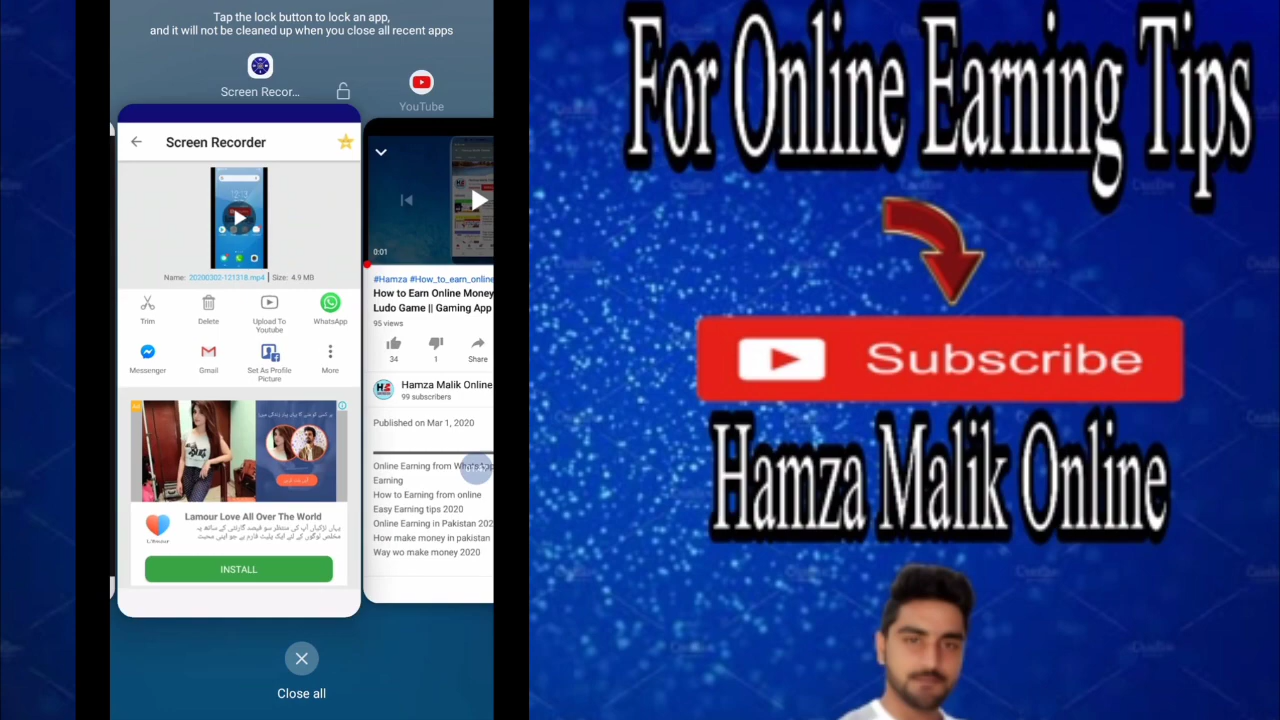 Tap the lock button to lock an app,
and it will not be cleaned up when you close all recent apps
Screen Recor...
YouTube
Screen Recorder
Name: 20200302-121318.mp4 | Size: 4.9 MB
Trim
Delete
Upload To
Youtube
WhatsApp
Messenger
Gmail
Set As Profile
Picture
More
Ad
Lamour Love All Over The World
INSTALL
0:01
#Hamza #How_to_earn_online
How to Earn Online Money
Ludo Game || Gaming App
95 views
34
1
Share
Hamza Malik Online
99 subscribers
Published on Mar 1, 2020
Online Earning from WhatsApp
Earning
How to Earning from online
Easy Earning tips 2020
Online Earning in Pakistan 202
How make money in pakistan
Way wo make money 2020
Close all
For Online Earning Tips
Subscribe
Hamza Malik Online